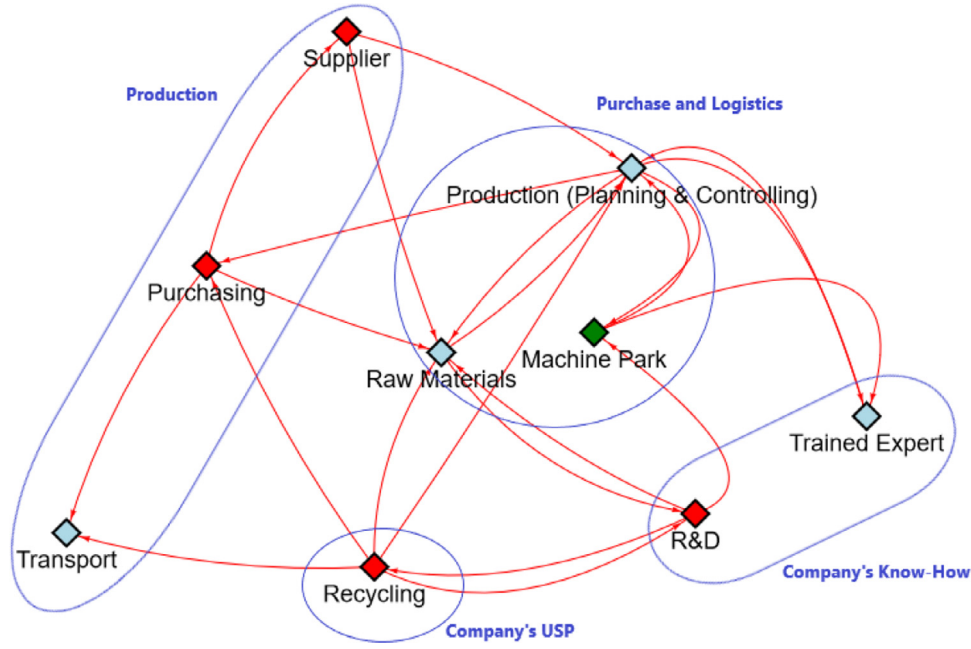 Supplier
Production
Purchase and Logistics
Production (Planning & Controlling)
Purchasing
Machine Park
Raw Materials
Trained Expert
R&D
Transport
Company's Know-How
Recycling
Company's USP